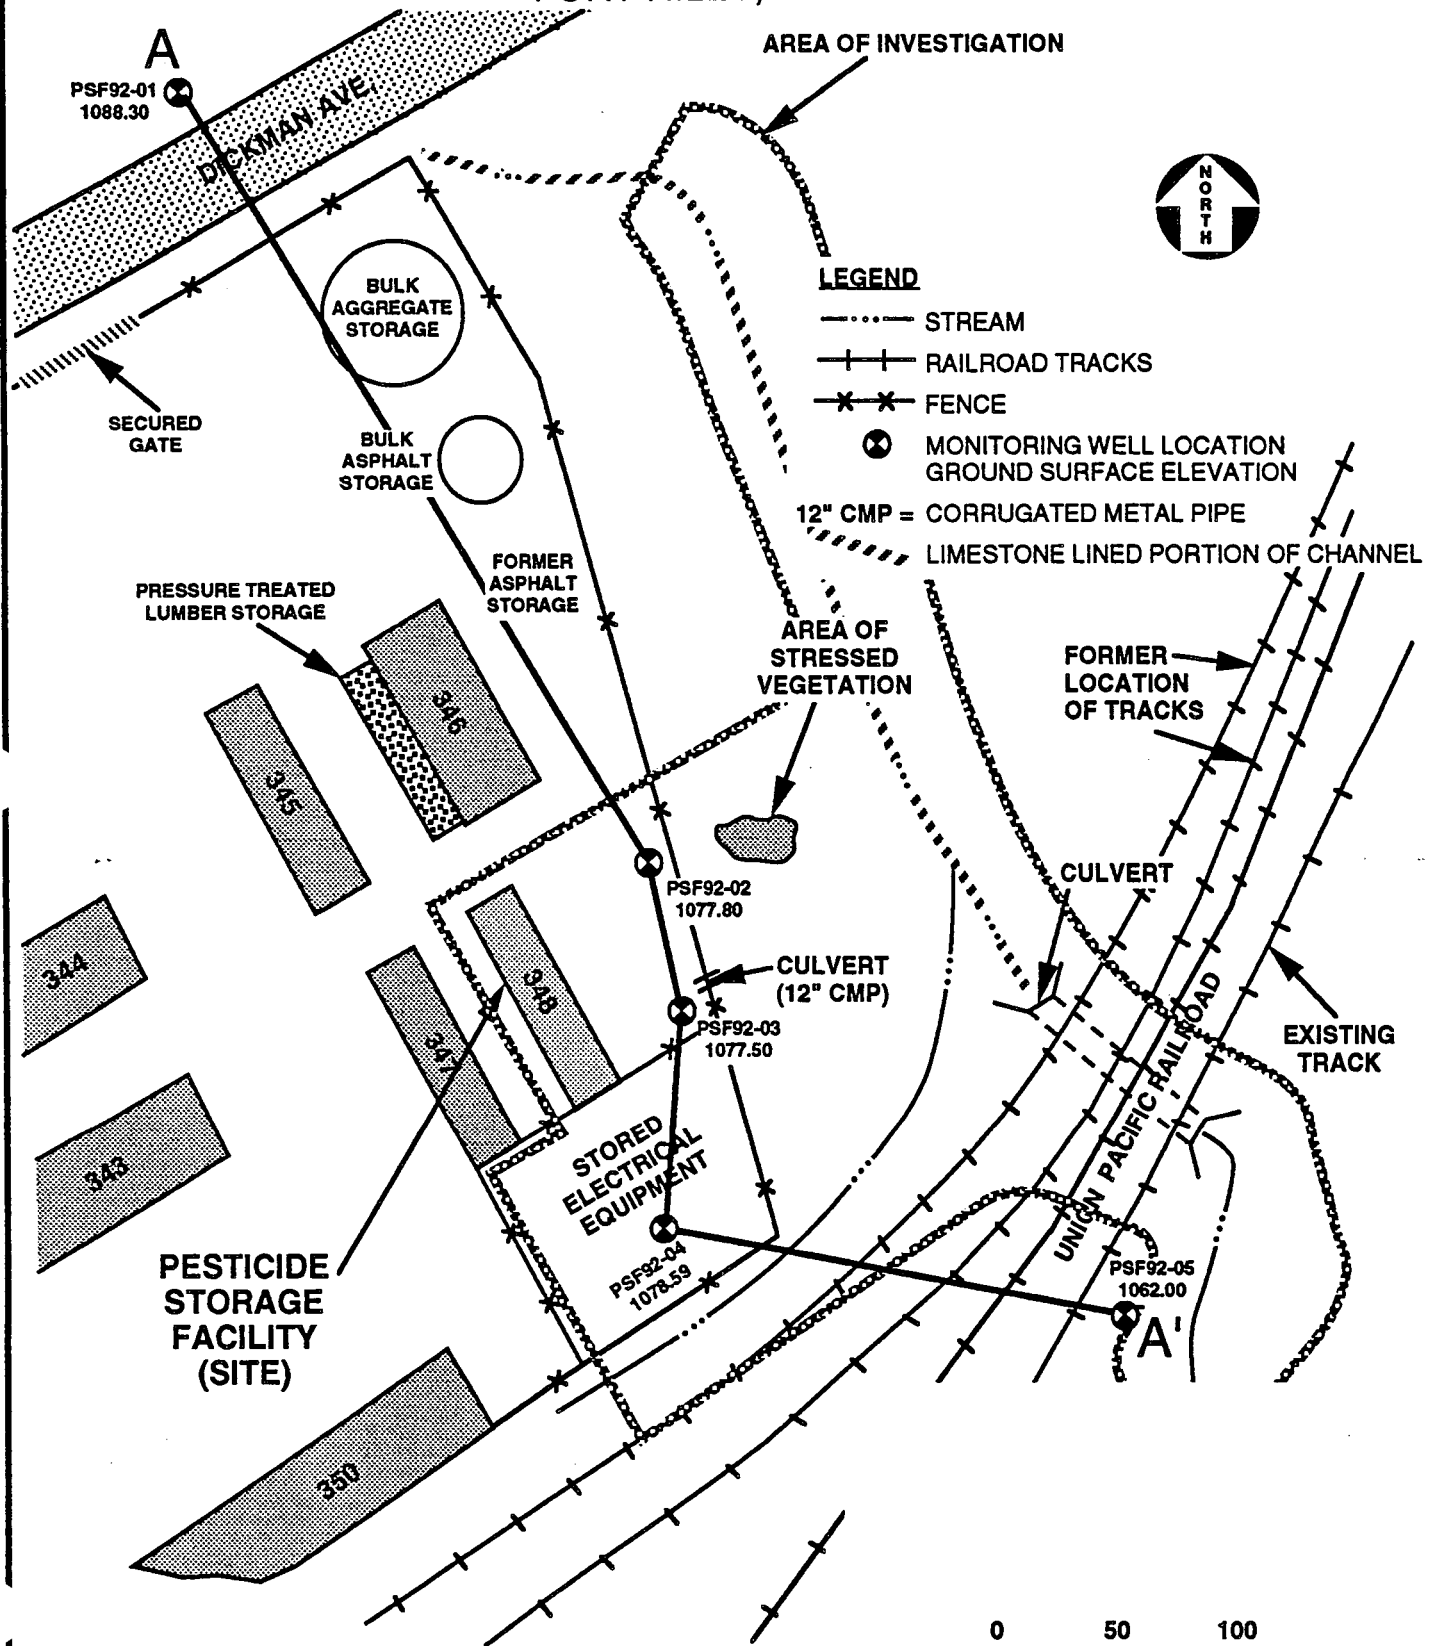 AREA OF INVESTIGATION
A
PSF92-01
1088.30
DICKMAN AVE.
NORTH
BULK
AGGREGATE
STORAGE
LEGEND
STREAM
RAILROAD TRACKS
FENCE
MONITORING WELL LOCATION
GROUND SURFACE ELEVATION
12" CMP = CORRUGATED METAL PIPE
LIMESTONE LINED PORTION OF CHANNEL
SECURED
GATE
BULK
ASPHALT
STORAGE
FORMER
ASPHALT
STORAGE
PRESSURE TREATED
LUMBER STORAGE
AREA OF
STRESSED
VEGETATION
FORMER
LOCATION
OF TRACKS
346
345
CULVERT
PSF92-02
1077.80
344
348
CULVERT
(12" CMP)
PSF92-03
1077.50
347
EXISTING
TRACK
UNION PACIFIC RAILROAD
343
STORED
ELECTRICAL
EQUIPMENT
PSF92-04
1078.59
PESTICIDE
STORAGE
FACILITY
(SITE)
PSF92-05
1062.00
A'
350
0 50 100